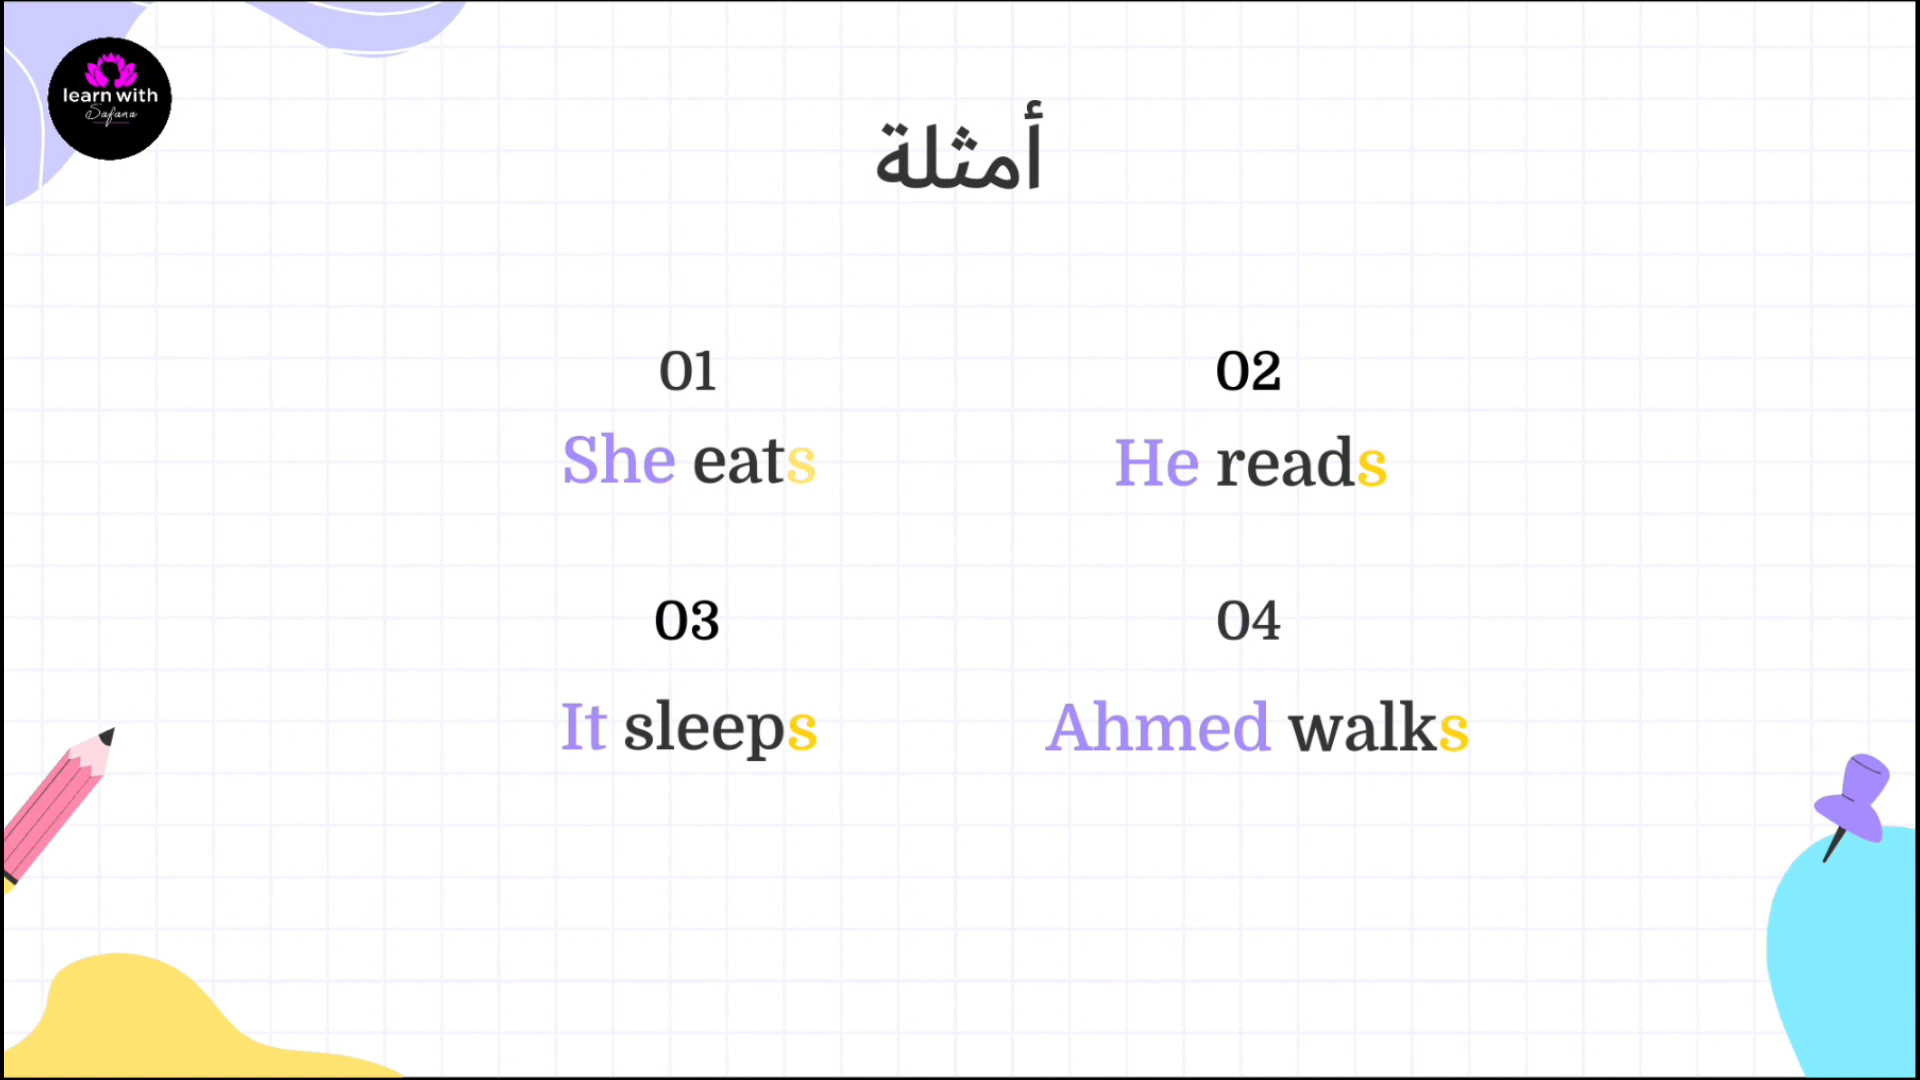 learn with
Safana
أمثلة
01
She eats
02
He reads
03
It sleeps
04
Ahmed walks